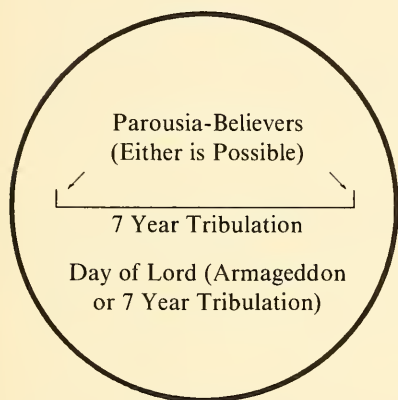 Parousia-Believers
(Either is Possible)
7 Year Tribulation
Day of Lord (Armageddon
or 7 Year Tribulation)